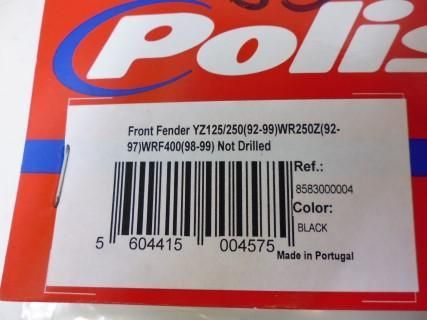 Polis
Front Fender YZ125/250(92-99)WR250Z(92-
97)WRF400(98-99) Not Drilled
Ref.:
8583000004
Color:
BLACK
5 604415 004575
Made in Portugal